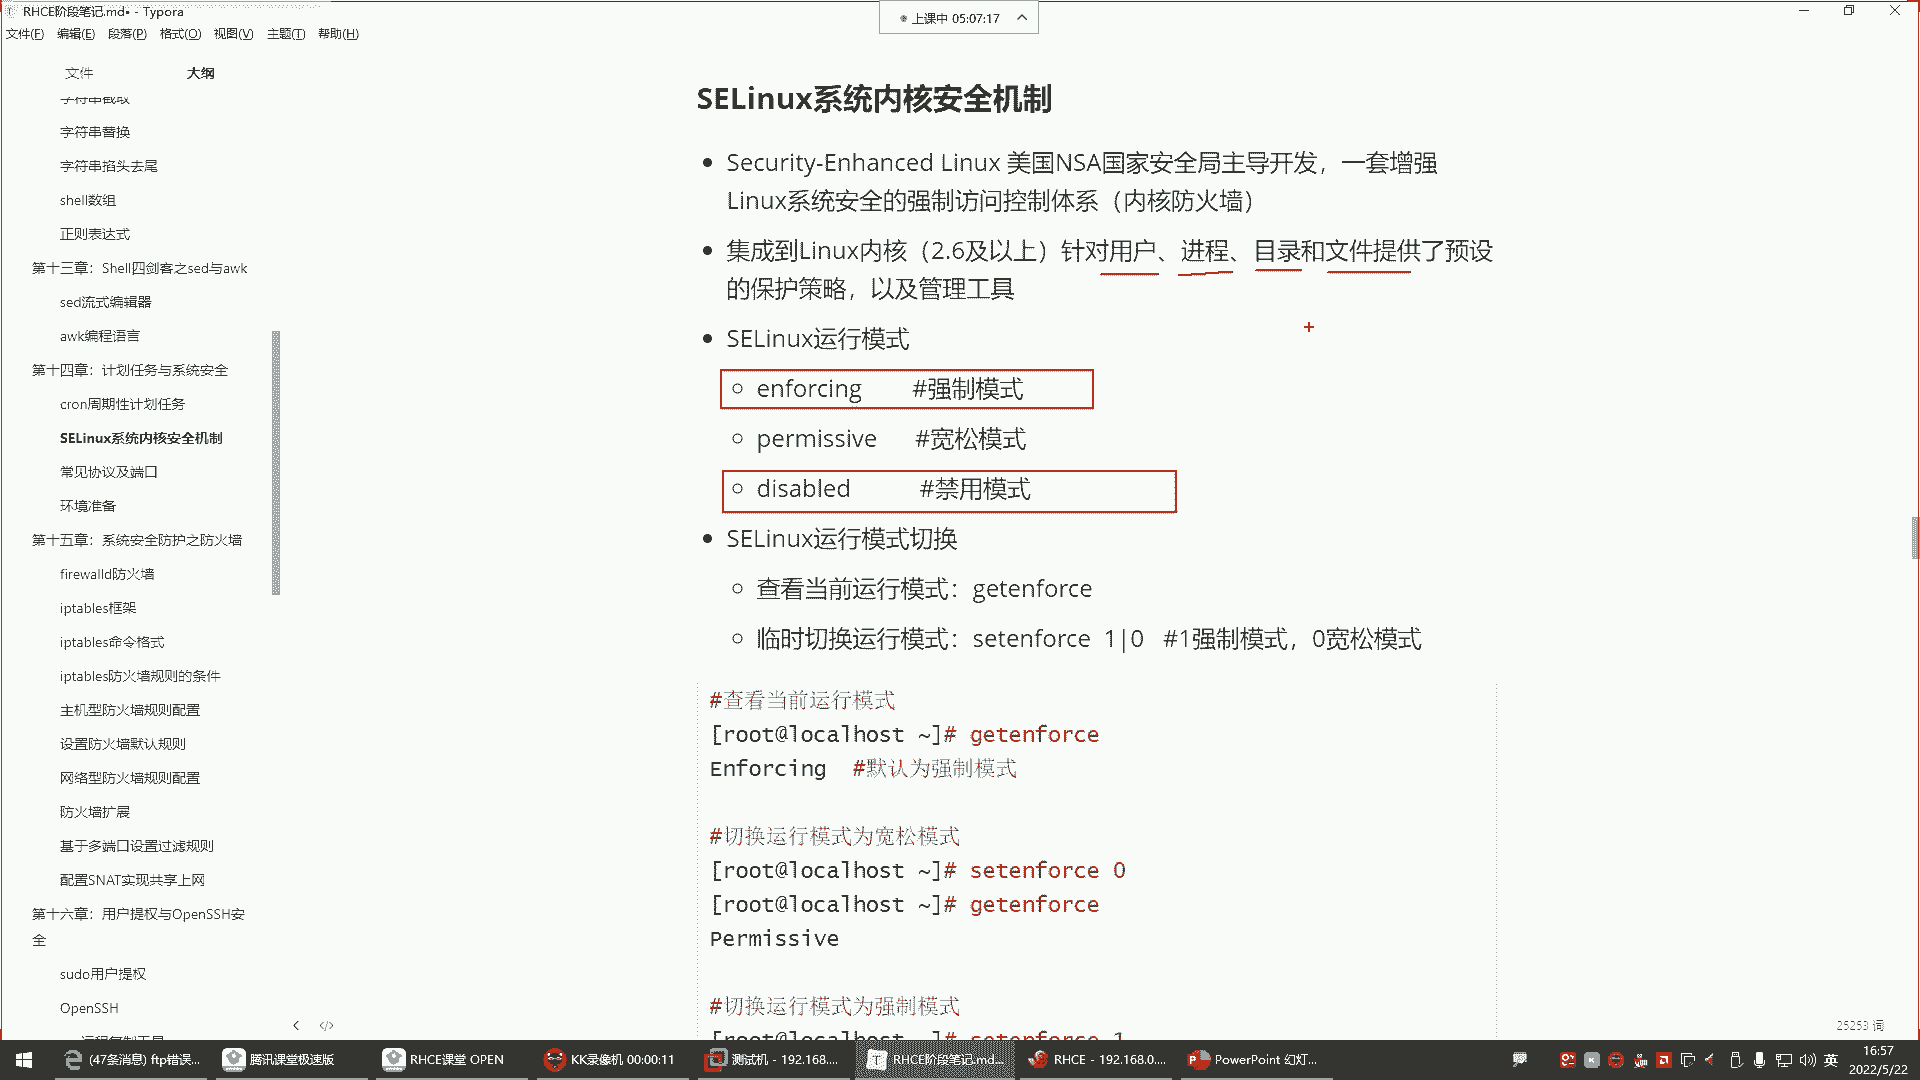 RHCE阶段笔记.md• - Typora
上课中 05:07:17
文件(F) 编辑(E) 段落(P) 格式(O) 视图(V) 主题(T) 帮助(H)
文件 大纲
字符串截取
字符串替换
字符串掐头去尾
shell数组
正则表达式
第十三章：Shell四剑客之sed与awk
sed流式编辑器
awk编程语言
第十四章：计划任务与系统安全
cron周期性计划任务
SELinux系统内核安全机制
常见协议及端口
环境准备
第十五章：系统安全防护之防火墙
firewalld防火墙
iptables框架
iptables命令格式
iptables防火墙规则的条件
主机型防火墙规则配置
设置防火墙默认规则
网络型防火墙规则配置
防火墙扩展
基于多端口设置过滤规则
配置SNAT实现共享上网
第十六章：用户提权与OpenSSH安
全
sudo用户提权
OpenSSH
SELinux系统内核安全机制
Security-Enhanced Linux 美国NSA国家安全局主导开发，一套增强
Linux系统安全的强制访问控制体系（内核防火墙）
集成到Linux内核（2.6及以上）针对用户、进程、目录和文件提供了预设
的保护策略，以及管理工具
SELinux运行模式
enforcing #强制模式
permissive #宽松模式
disabled #禁用模式
SELinux运行模式切换
查看当前运行模式：getenforce
临时切换运行模式：setenforce 1|0 #1强制模式，0宽松模式
#查看当前运行模式
[root@localhost ~]# getenforce
Enforcing #默认为强制模式
#切换运行模式为宽松模式
[root@localhost ~]# setenforce 0
[root@localhost ~]# getenforce
Permissive
#切换运行模式为强制模式
[root@localhost ~]# setenforce 1
25253 词
(47条消息) ftp错误... 腾讯课堂极速版 RHCE课堂 OPEN KK录像机 00:00:11 测试机 - 192.168.... RHCE阶段笔记.md... RHCE - 192.168.0.... PowerPoint 幻灯... 英 16:57
2022/5/22